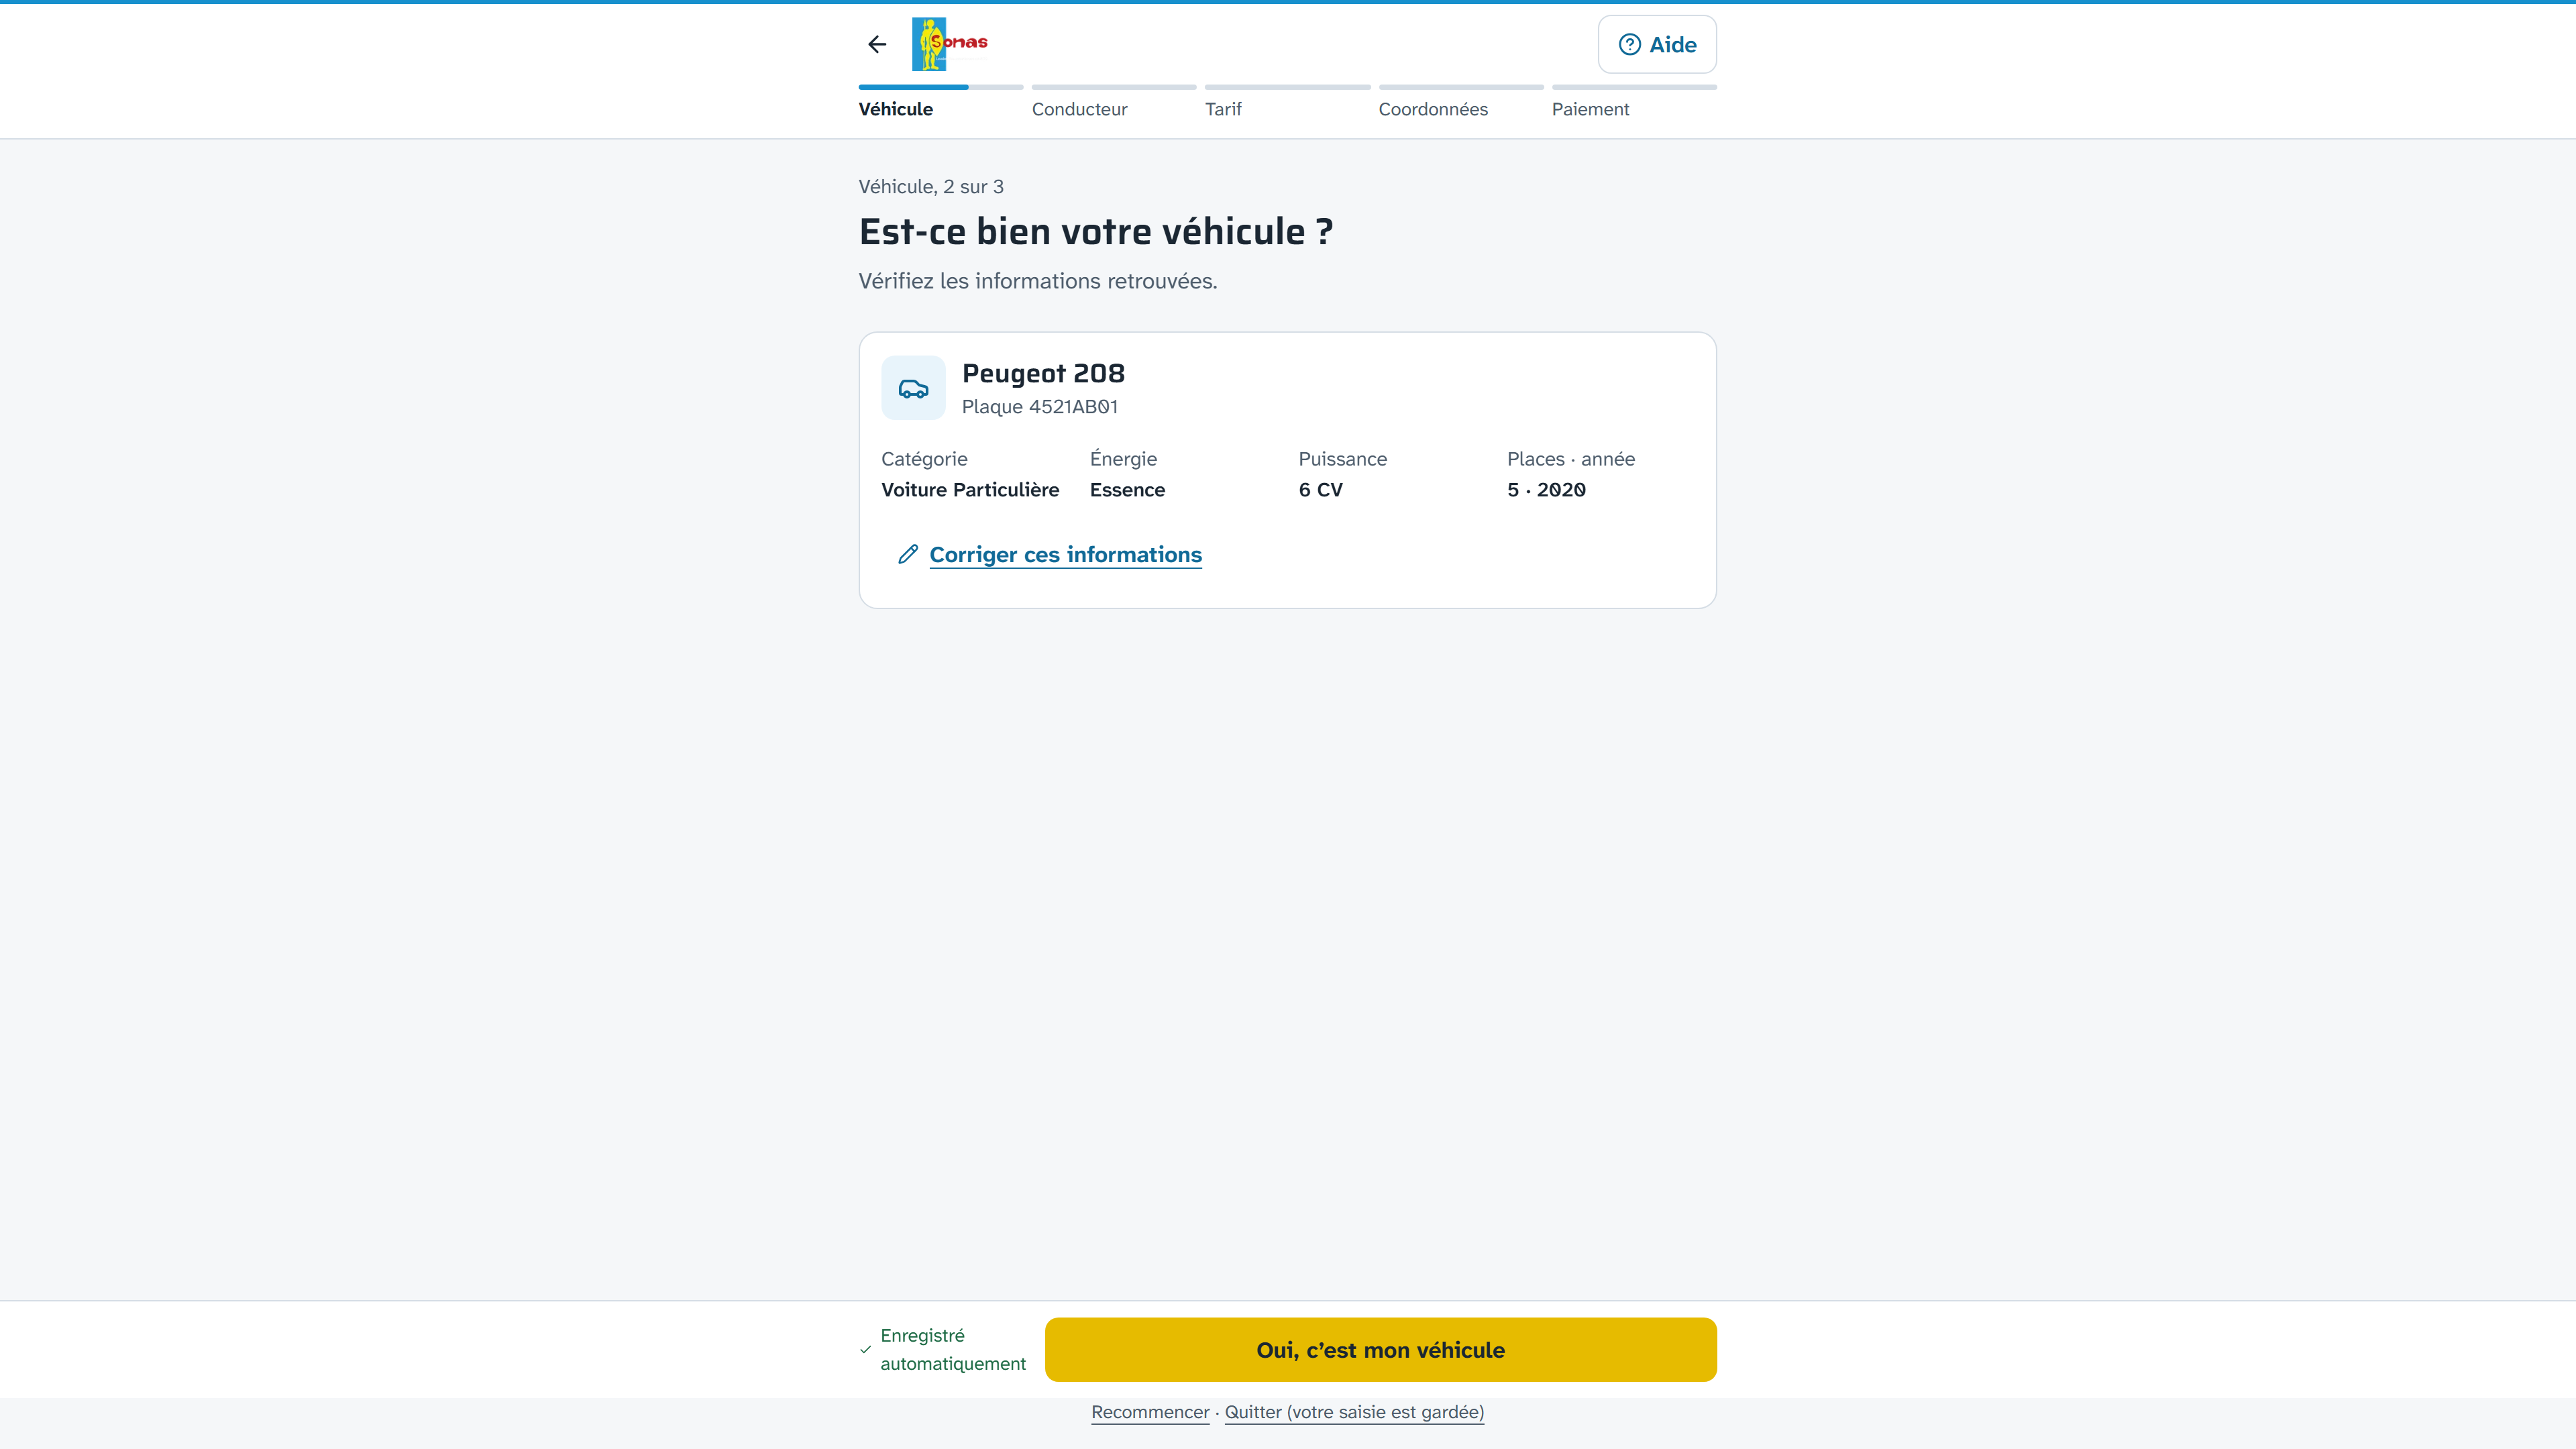 Sonas
Aide
Véhicule
Conducteur
Tarif
Coordonnées
Paiement
Véhicule, 2 sur 3
Est-ce bien votre véhicule ?
Vérifiez les informations retrouvées.
Peugeot 208
Plaque 4521AB01
Catégorie
Voiture Particulière
Énergie
Essence
Puissance
6 CV
Places · année
5 · 2020
Corriger ces informations
Enregistré
automatiquement
Oui, c’est mon véhicule
Recommencer · Quitter (votre saisie est gardée)